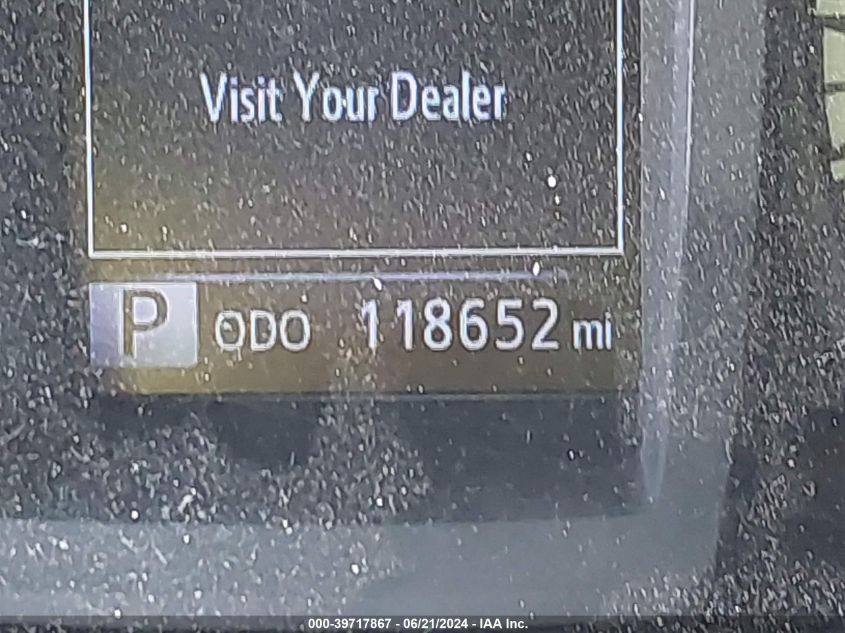 Visit Your Dealer
P ODO 118652 mi
000-39717867 - 06/21/2024 - IAA Inc.